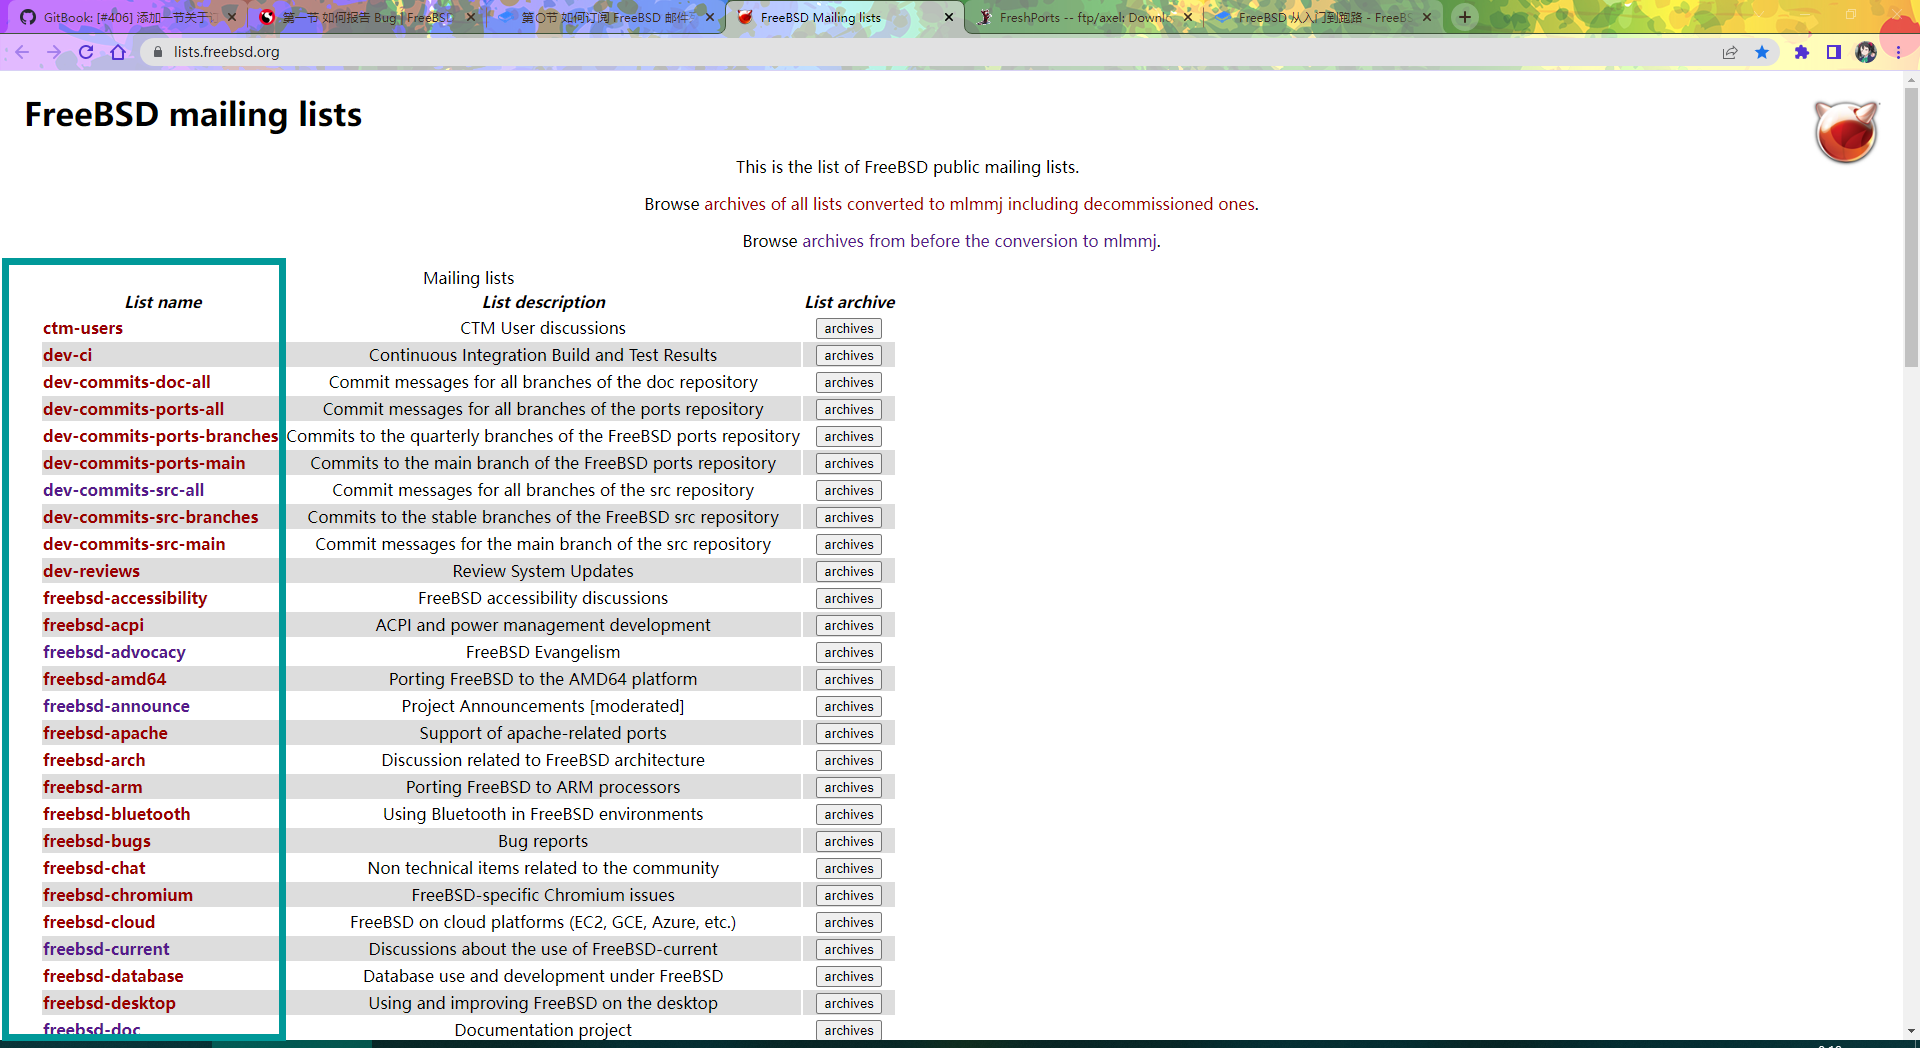 GitBook: [#406] 添加一节关于
第一节 如何报告 Bug | FreeBSD
第〇节 如何订阅 FreeBSD 邮件
FreeBSD Mailing lists
FreshPorts -- ftp/axel: Downlo
FreeBSD 从入门到跑路 - FreeBS
lists.freebsd.org
FreeBSD mailing lists
This is the list of FreeBSD public mailing lists.
Browse archives of all lists converted to mlmmj including decommissioned ones.
Browse archives from before the conversion to mlmmj.
Mailing lists
List name List description List archive
ctm-users CTM User discussions archives
dev-ci Continuous Integration Build and Test Results archives
dev-commits-doc-all Commit messages for all branches of the doc repository archives
dev-commits-ports-all Commit messages for all branches of the ports repository archives
dev-commits-ports-branches Commits to the quarterly branches of the FreeBSD ports repository archives
dev-commits-ports-main Commits to the main branch of the FreeBSD ports repository archives
dev-commits-src-all Commit messages for all branches of the src repository archives
dev-commits-src-branches Commits to the stable branches of the FreeBSD src repository archives
dev-commits-src-main Commit messages for the main branch of the src repository archives
dev-reviews Review System Updates archives
freebsd-accessibility FreeBSD accessibility discussions archives
freebsd-acpi ACPI and power management development archives
freebsd-advocacy FreeBSD Evangelism archives
freebsd-amd64 Porting FreeBSD to the AMD64 platform archives
freebsd-announce Project Announcements [moderated] archives
freebsd-apache Support of apache-related ports archives
freebsd-arch Discussion related to FreeBSD architecture archives
freebsd-arm Porting FreeBSD to ARM processors archives
freebsd-bluetooth Using Bluetooth in FreeBSD environments archives
freebsd-bugs Bug reports archives
freebsd-chat Non technical items related to the community archives
freebsd-chromium FreeBSD-specific Chromium issues archives
freebsd-cloud FreeBSD on cloud platforms (EC2, GCE, Azure, etc.) archives
freebsd-current Discussions about the use of FreeBSD-current archives
freebsd-database Database use and development under FreeBSD archives
freebsd-desktop Using and improving FreeBSD on the desktop archives
freebsd-doc Documentation project archives